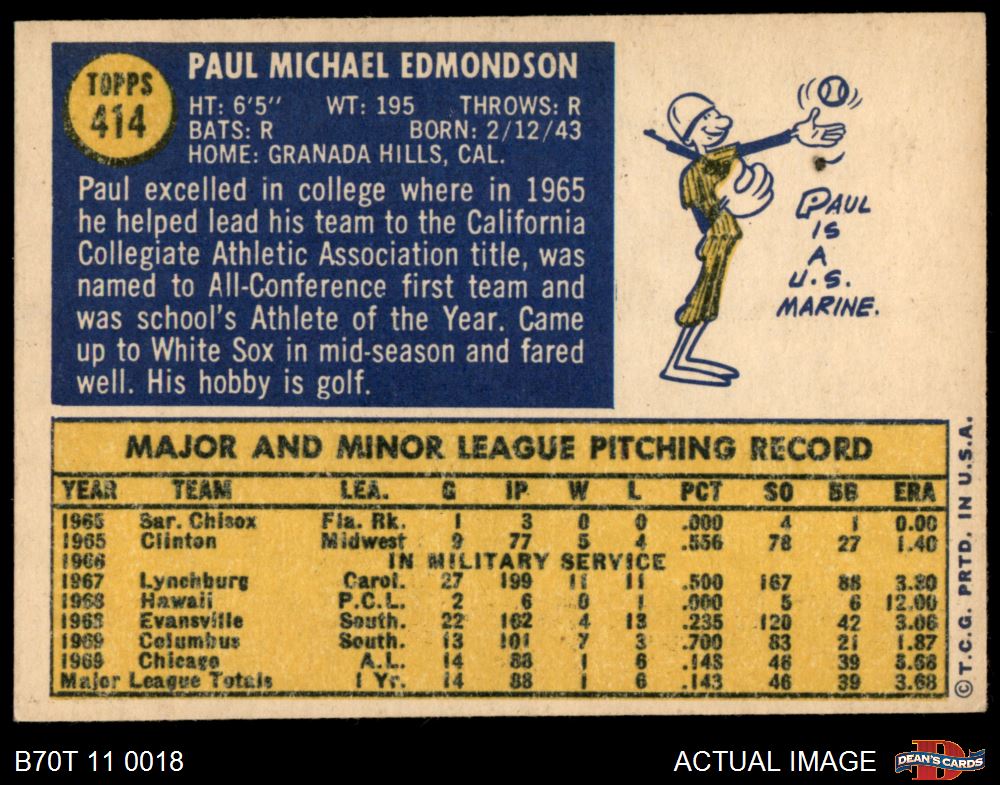 TOPPS
414
PAUL MICHAEL EDMONDSON
HT: 6'5" WT: 195 THROWS: R
BATS: R BORN: 2/12/43
HOME: GRANADA HILLS, CAL.
Paul excelled in college where in 1965
he helped lead his team to the California
Collegiate Athletic Association title, was
named to All-Conference first team and
was school's Athlete of the Year. Came
up to White Sox in mid-season and fared
well. His hobby is golf.
PAUL
IS
A
U.S.
MARINE.
MAJOR AND MINOR LEAGUE PITCHING RECORD
YEAR TEAM LEA. G IP W L PCT SO BB ERA
1965 Sar. Chisox Fla. Rk. 1 3 0 0 .000 4 1 0.00
1965 Clinton Midwest 9 77 5 4 .556 78 27 1.40
1966 IN MILITARY SERVICE
1967 Lynchburg Carol. 27 199 11 11 .500 167 88 3.80
1968 Hawaii P.C.L. 2 6 0 1 .000 5 6 12.00
1968 Evansville South. 22 162 4 13 .235 120 42 3.06
1969 Columbus South. 13 101 7 3 .700 83 21 1.87
1969 Chicago A.L. 14 88 1 6 .143 46 39 3.68
Major League Totals 1 Yr. 14 88 1 6 .143 46 39 3.68
©T.C.G. PRTD. IN U.S.A.
B70T 11 0018 ACTUAL IMAGE
DEAN'S CARDS